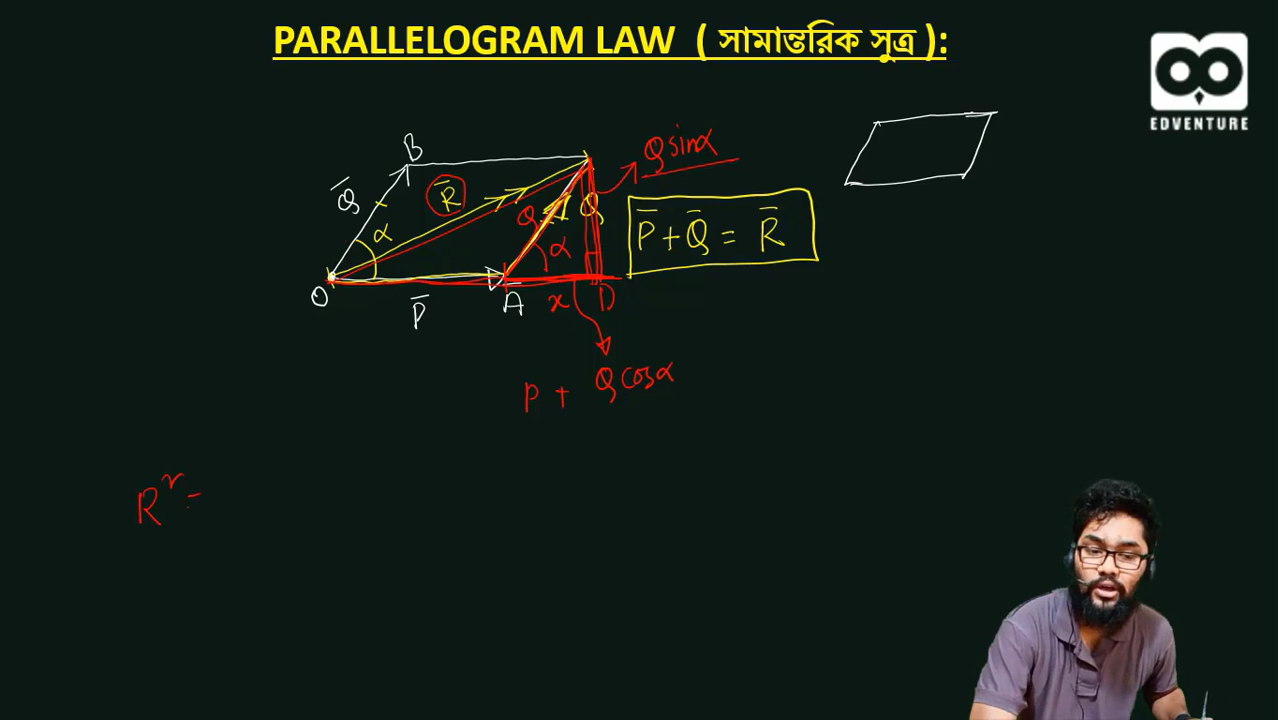 PARALLELOGRAM LAW ( সামান্তরিক সুত্র ):
EDVENTURE
B
Q sinα
Q̅
R̅
α
Q
Q
α
P̅ + Q̅ = R̅
O
P̅
A
x
D
P + Q cosα
R² =